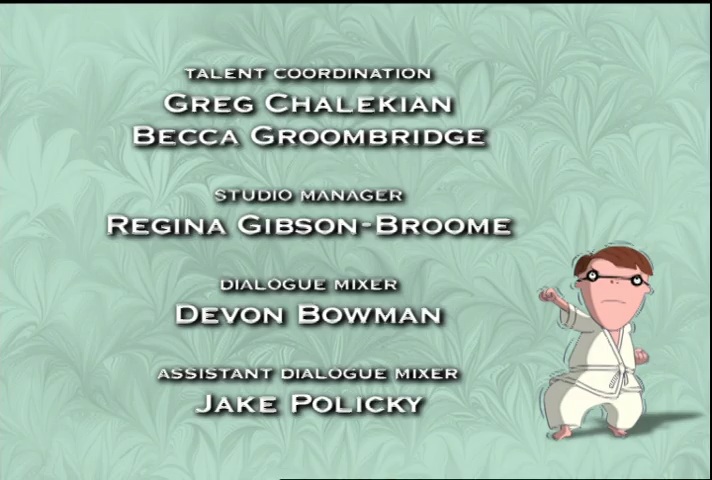 TALENT COORDINATION
GREG CHALEKIAN
BECCA GROOMBRIDGE
STUDIO MANAGER
REGINA GIBSON-BROOME
DIALOGUE MIXER
DEVON BOWMAN
ASSISTANT DIALOGUE MIXER
JAKE POLICKY